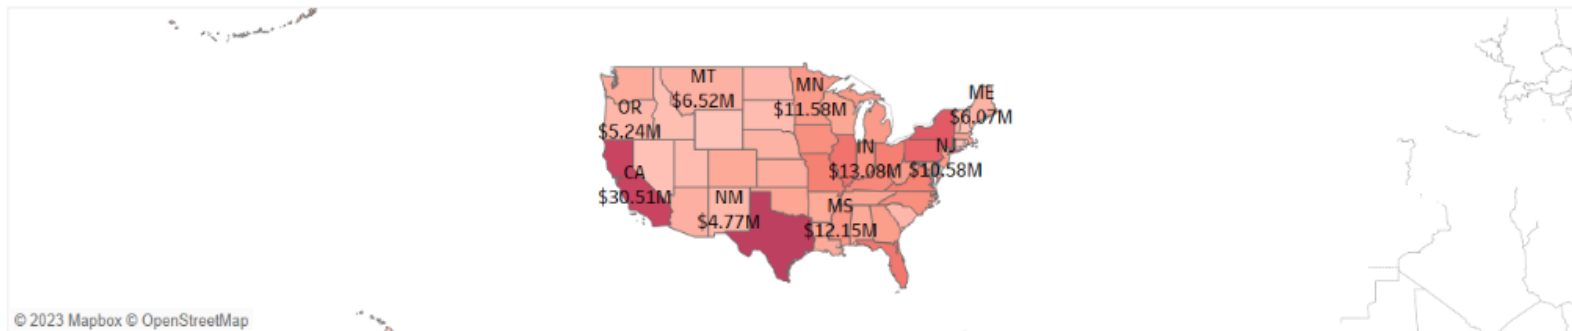 MT
$6.52M
MN
$11.58M
ME
$6.07M
OR
$5.24M
IN
$13.08M
NJ
$10.58M
CA
$30.51M
NM
$4.77M
MS
$12.15M
© 2023 Mapbox © OpenStreetMap